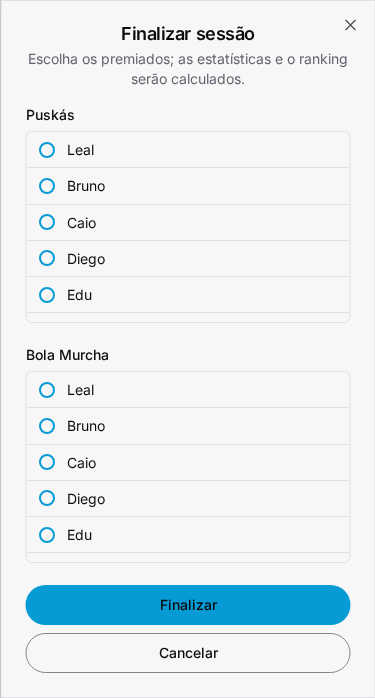 Finalizar sessão
Escolha os premiados; as estatísticas e o ranking
serão calculados.
Puskás
Leal
Bruno
Caio
Diego
Edu
Bola Murcha
Leal
Bruno
Caio
Diego
Edu
Finalizar
Cancelar